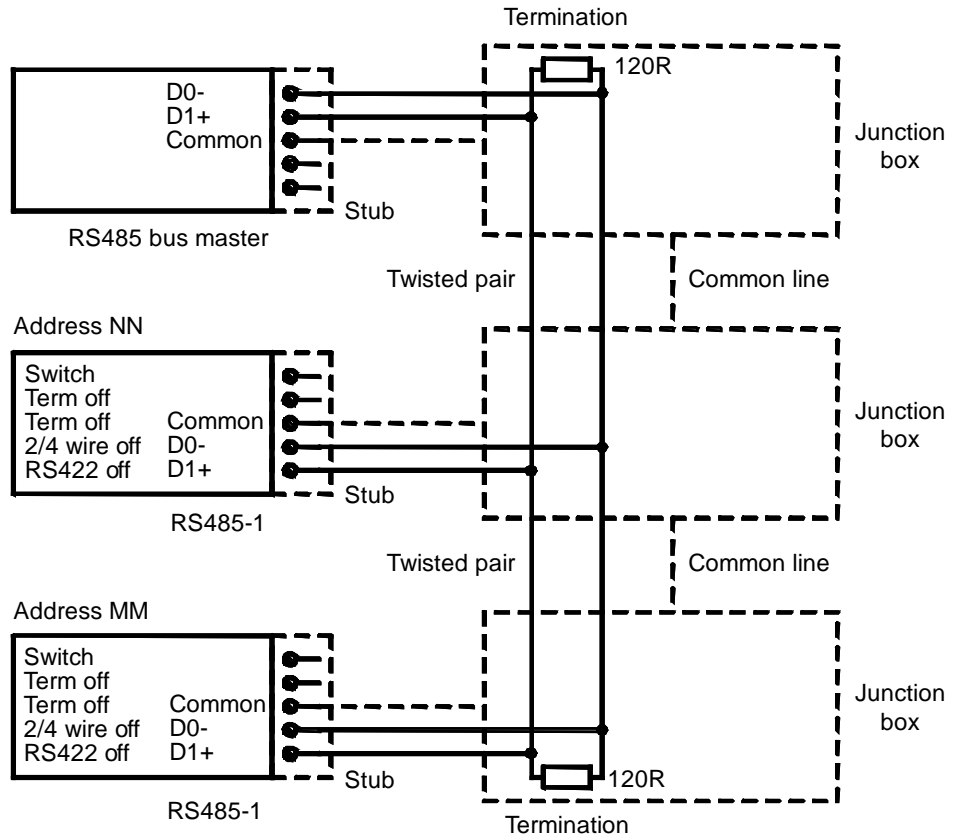 Termination
120R
D0-
D1+
Common
Junction
box
Stub
RS485 bus master
Twisted pair
Common line
Address NN
Switch
Term off
Term off Common
2/4 wire off D0-
RS422 off D1+
Junction
box
Stub
RS485-1
Twisted pair
Common line
Address MM
Switch
Term off
Term off Common
2/4 wire off D0-
RS422 off D1+
Junction
box
Stub
120R
RS485-1
Termination